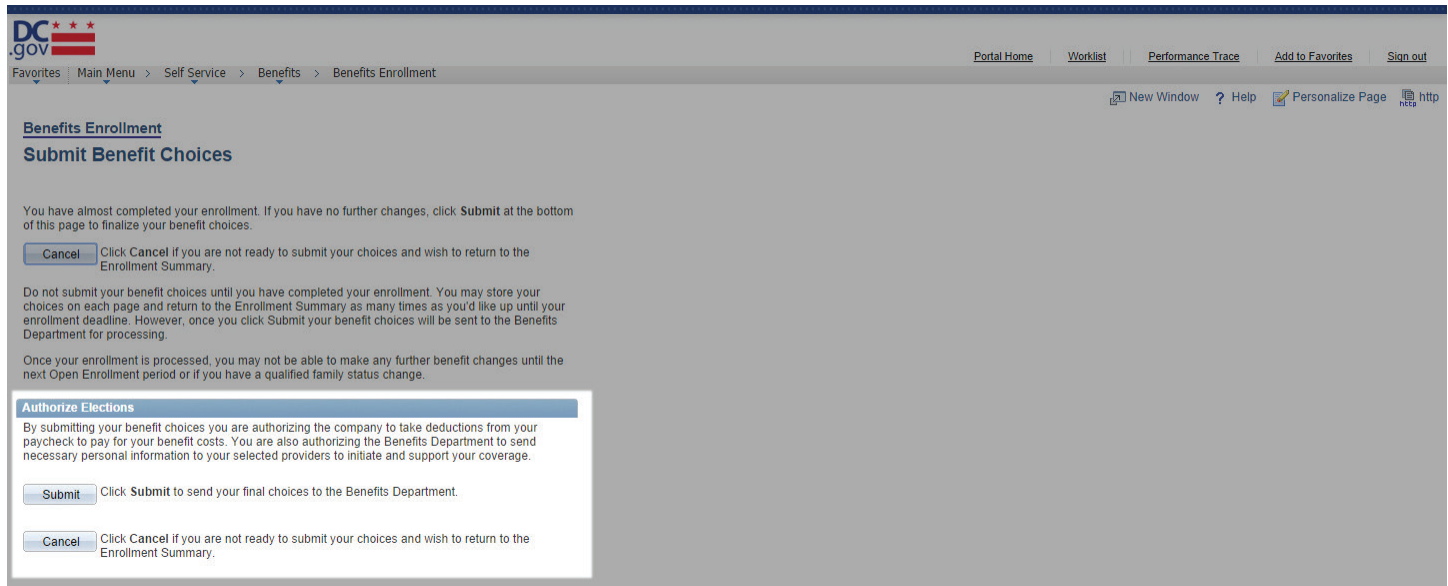 DC
.gov
Portal Home Worklist Performance Trace Add to Favorites Sign out
Favorites Main Menu > Self Service > Benefits > Benefits Enrollment
New Window ? Help Personalize Page http
Benefits Enrollment
Submit Benefit Choices
You have almost completed your enrollment. If you have no further changes, click Submit at the bottom
of this page to finalize your benefit choices.
Cancel Click Cancel if you are not ready to submit your choices and wish to return to the
Enrollment Summary.
Do not submit your benefit choices until you have completed your enrollment. You may store your
choices on each page and return to the Enrollment Summary as many times as you'd like up until your
enrollment deadline. However, once you click Submit your benefit choices will be sent to the Benefits
Department for processing.
Once your enrollment is processed, you may not be able to make any further benefit changes until the
next Open Enrollment period or if you have a qualified family status change.
Authorize Elections
By submitting your benefit choices you are authorizing the company to take deductions from your
paycheck to pay for your benefit costs. You are also authorizing the Benefits Department to send
necessary personal information to your selected providers to initiate and support your coverage.
Submit Click Submit to send your final choices to the Benefits Department.
Cancel Click Cancel if you are not ready to submit your choices and wish to return to the
Enrollment Summary.